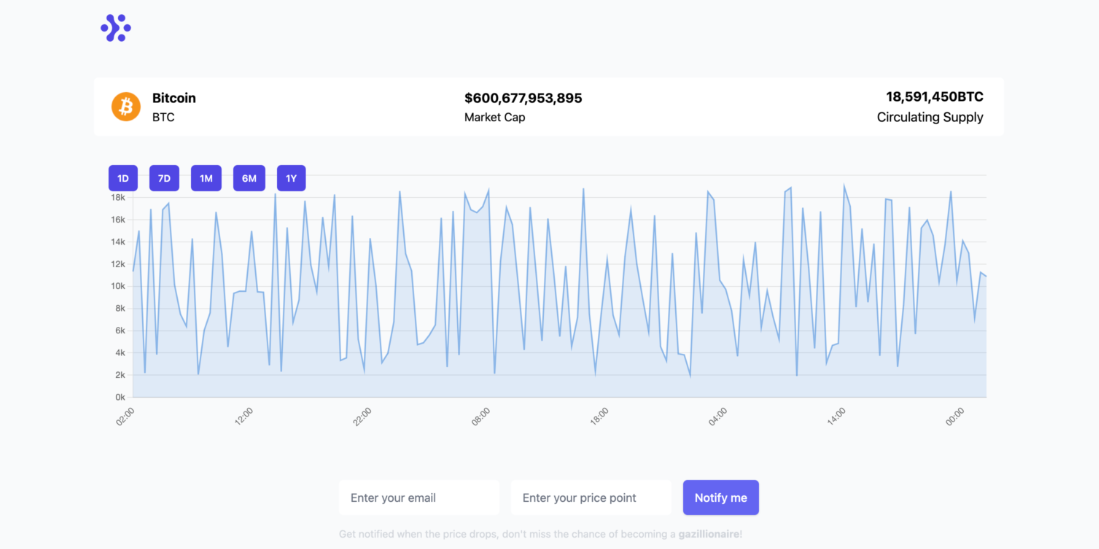 Bitcoin
BTC
$600,677,953,895
Market Cap
18,591,450BTC
Circulating Supply
1D 7D 1M 6M 1Y
18k
16k
14k
12k
10k
8k
6k
4k
2k
0k
02:00 12:00 22:00 08:00 18:00 04:00 14:00 00:00
Enter your email Enter your price point Notify me
Get notified when the price drops, don't miss the chance of becoming a gazillionaire!